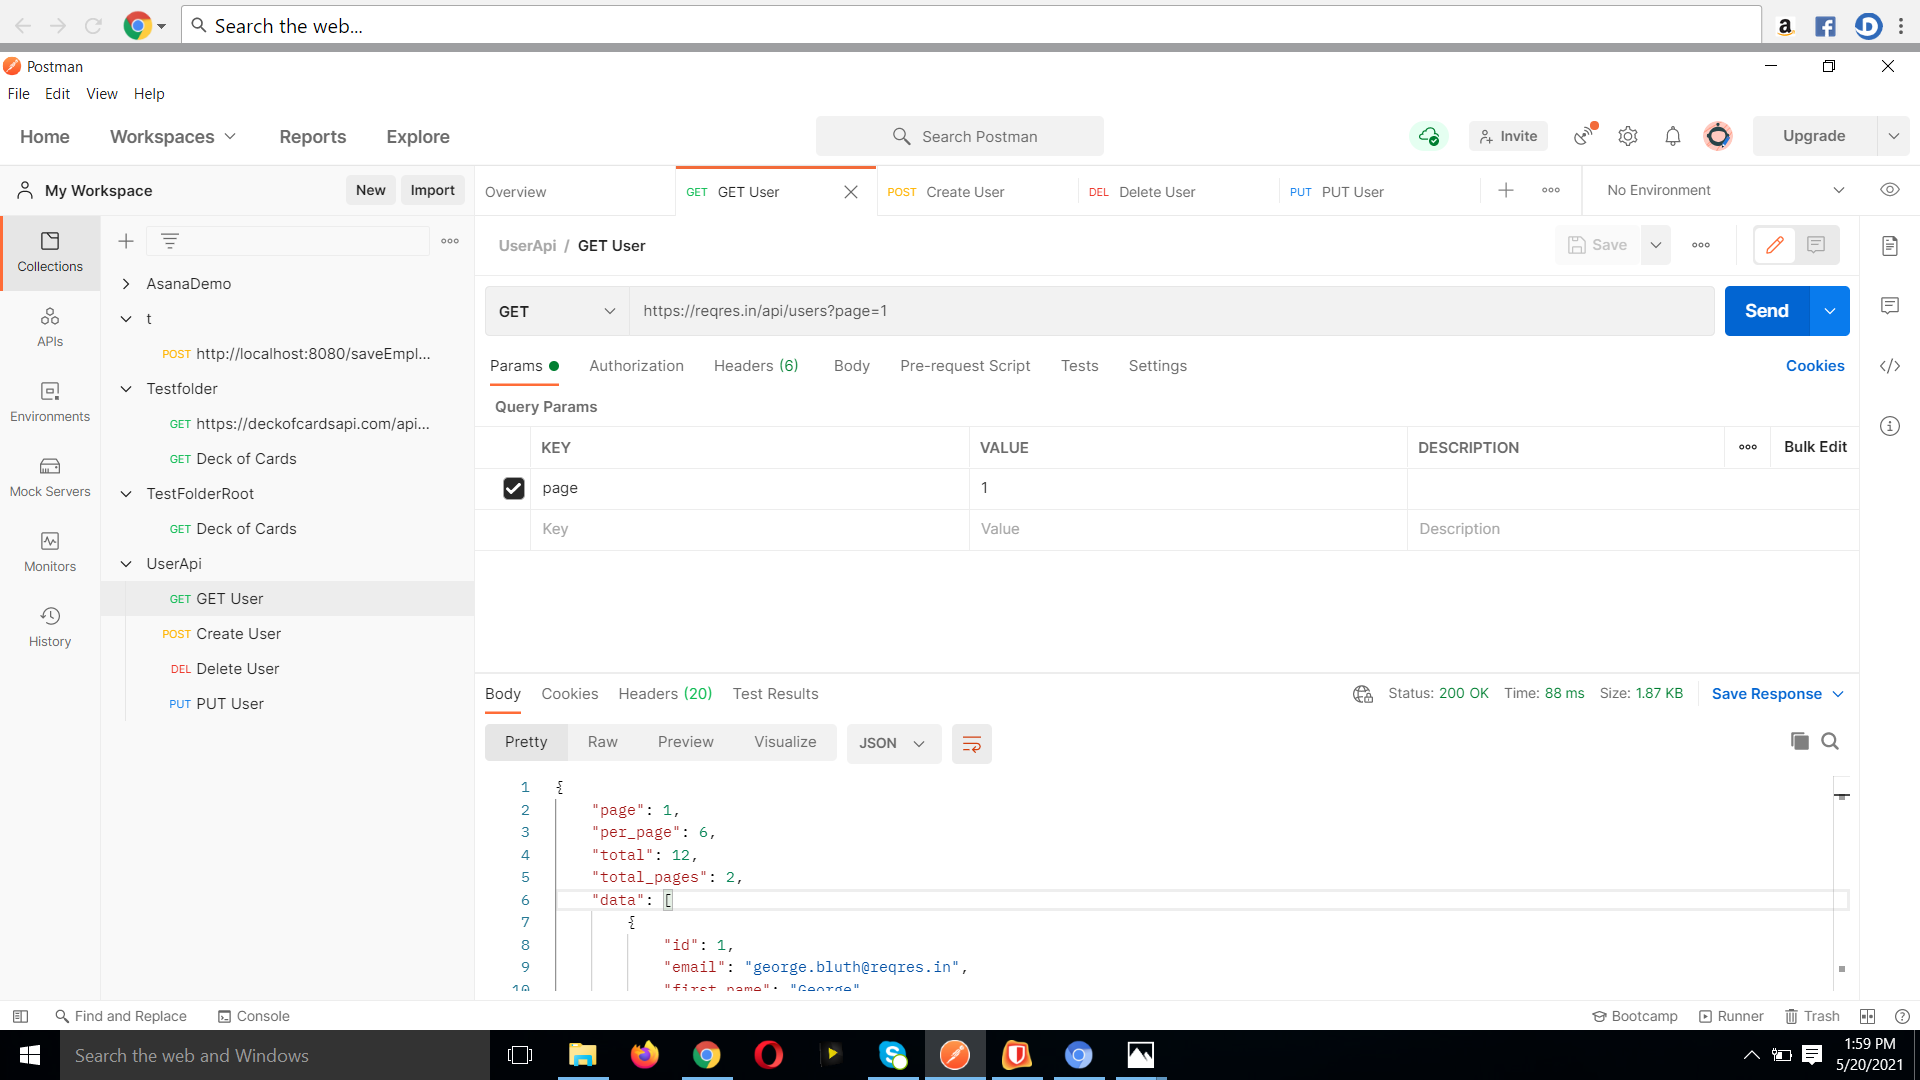 Search the web...
Postman
File Edit View Help
Home Workspaces Reports Explore
Search Postman
Invite
Upgrade
My Workspace
New Import
Overview
GET GET User
POST Create User
DEL Delete User
PUT PUT User
No Environment
Collections
APIs
Environments
Mock Servers
Monitors
History
AsanaDemo
t
POST http://localhost:8080/saveEmpl...
Testfolder
GET https://deckofcardsapi.com/api...
GET Deck of Cards
TestFolderRoot
GET Deck of Cards
UserApi
GET GET User
POST Create User
DEL Delete User
PUT PUT User
UserApi / GET User
Save
GET https://reqres.in/api/users?page=1
Send
Params Authorization Headers (6) Body Pre-request Script Tests Settings
Cookies
Query Params
KEY VALUE DESCRIPTION
Bulk Edit
page 1
Key Value Description
Body Cookies Headers (20) Test Results
Status: 200 OK Time: 88 ms Size: 1.87 KB Save Response
Pretty Raw Preview Visualize JSON
1 {
2 "page": 1,
3 "per_page": 6,
4 "total": 12,
5 "total_pages": 2,
6 "data": [
7 {
8 "id": 1,
9 "email": "george.bluth@reqres.in",
10 "first_name": "George"
Find and Replace Console
Bootcamp Runner Trash
Search the web and Windows
1:59 PM
5/20/2021